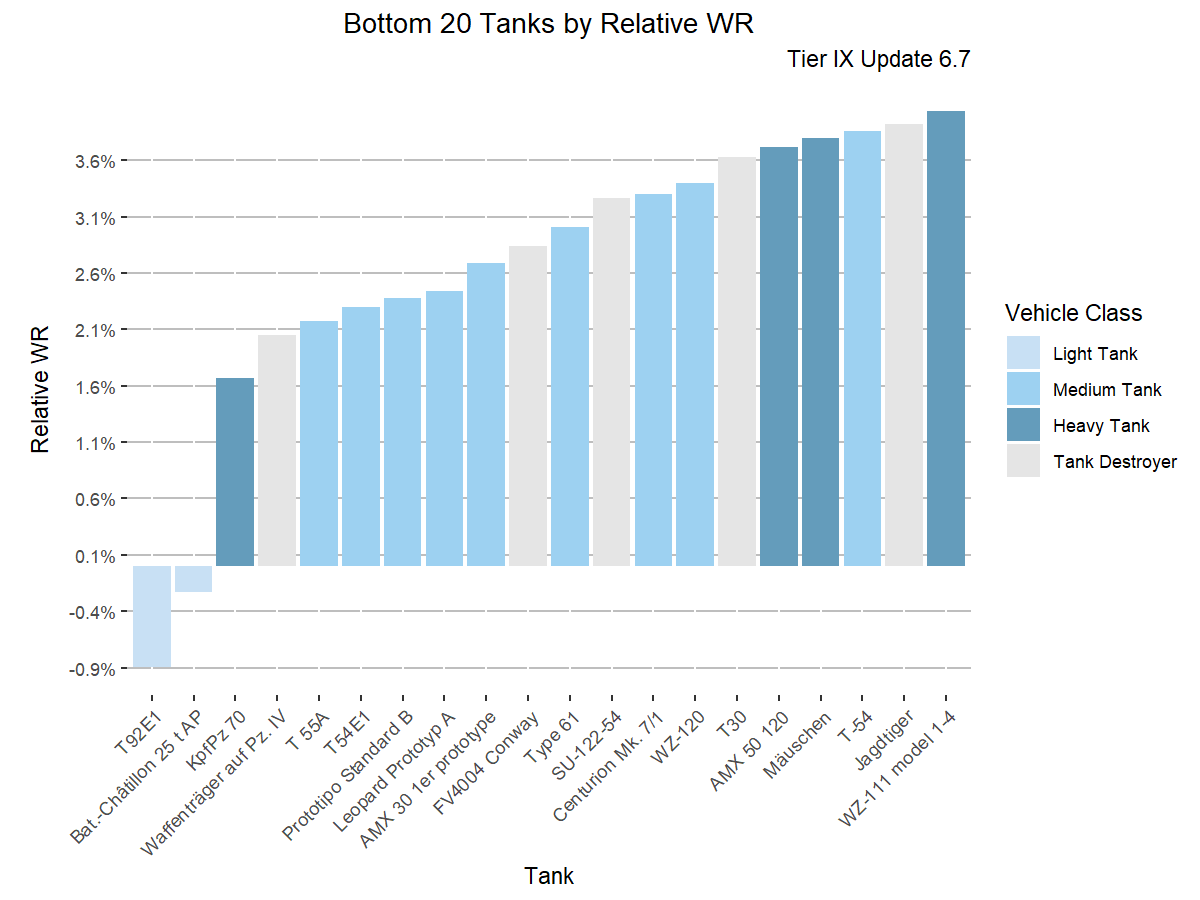 Bottom 20 Tanks by Relative WR
Tier IX Update 6.7
Relative WR
3.6%
3.1%
2.6%
2.1%
1.6%
1.1%
0.6%
0.1%
-0.4%
-0.9%
T92E1
Bat.-Châtillon 25 t AP
KpfPz 70
Waffenträger auf Pz. IV
T 55A
T54E1
Prototipo Standard B
Leopard Prototyp A
AMX 30 1er prototype
FV4004 Conway
Type 61
SU-122-54
Centurion Mk. 7/1
WZ-120
T30
AMX 50 120
Mäuschen
T-54
Jagdtiger
WZ-111 model 1-4
Tank
Vehicle Class
Light Tank
Medium Tank
Heavy Tank
Tank Destroyer